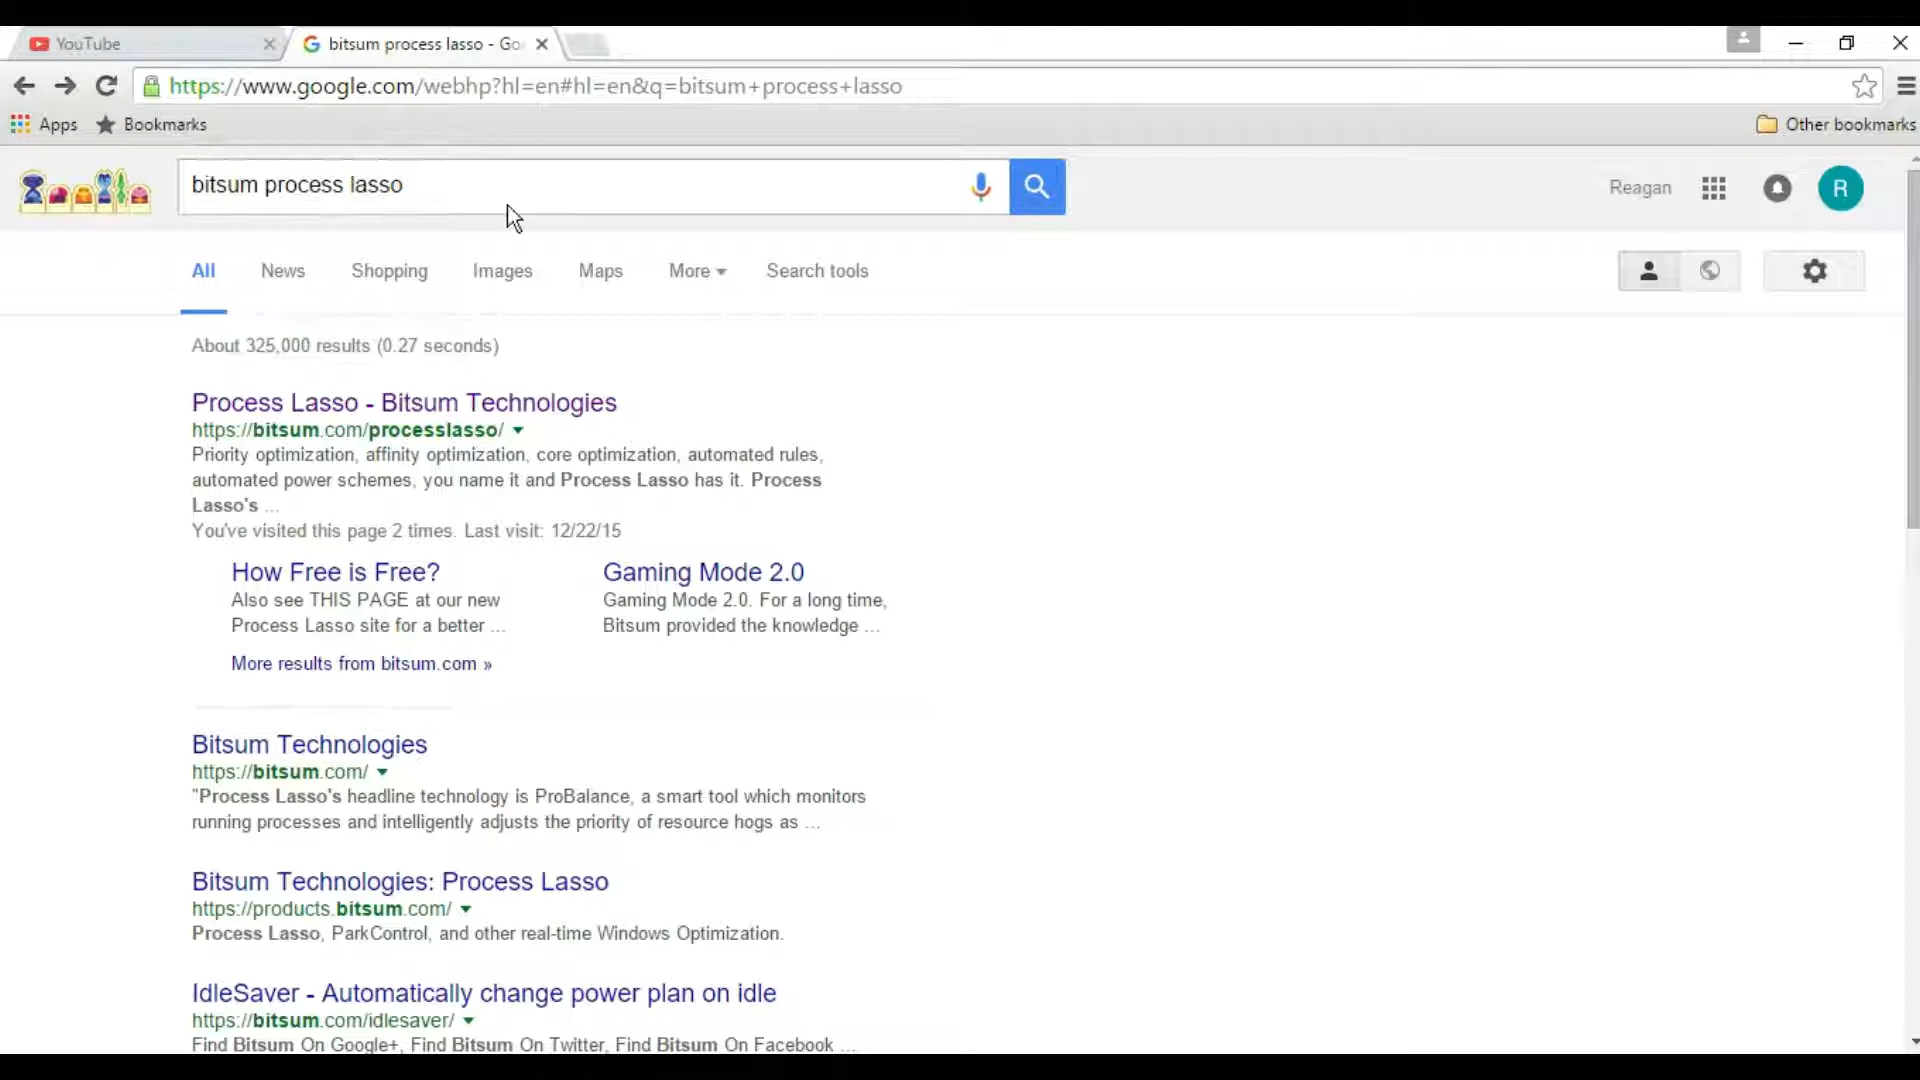 YouTube
bitsum process lasso - Go
https://www.google.com/webhp?hl=en#hl=en&q=bitsum+process+lasso
Apps Bookmarks Other bookmarks
bitsum process lasso
Reagan R
All News Shopping Images Maps More Search tools
About 325,000 results (0.27 seconds)
Process Lasso - Bitsum Technologies
https://bitsum.com/processlasso/
Priority optimization, affinity optimization, core optimization, automated rules,
automated power schemes, you name it and Process Lasso has it. Process
Lasso's ...
You've visited this page 2 times. Last visit: 12/22/15
How Free is Free? Gaming Mode 2.0
Also see THIS PAGE at our new Gaming Mode 2.0. For a long time,
Process Lasso site for a better ... Bitsum provided the knowledge ...
More results from bitsum.com »
Bitsum Technologies
https://bitsum.com/
"Process Lasso's headline technology is ProBalance, a smart tool which monitors
running processes and intelligently adjusts the priority of resource hogs as ...
Bitsum Technologies: Process Lasso
https://products.bitsum.com/
Process Lasso, ParkControl, and other real-time Windows Optimization.
IdleSaver - Automatically change power plan on idle
https://bitsum.com/idlesaver/
Find Bitsum On Google+, Find Bitsum On Twitter, Find Bitsum On Facebook ...